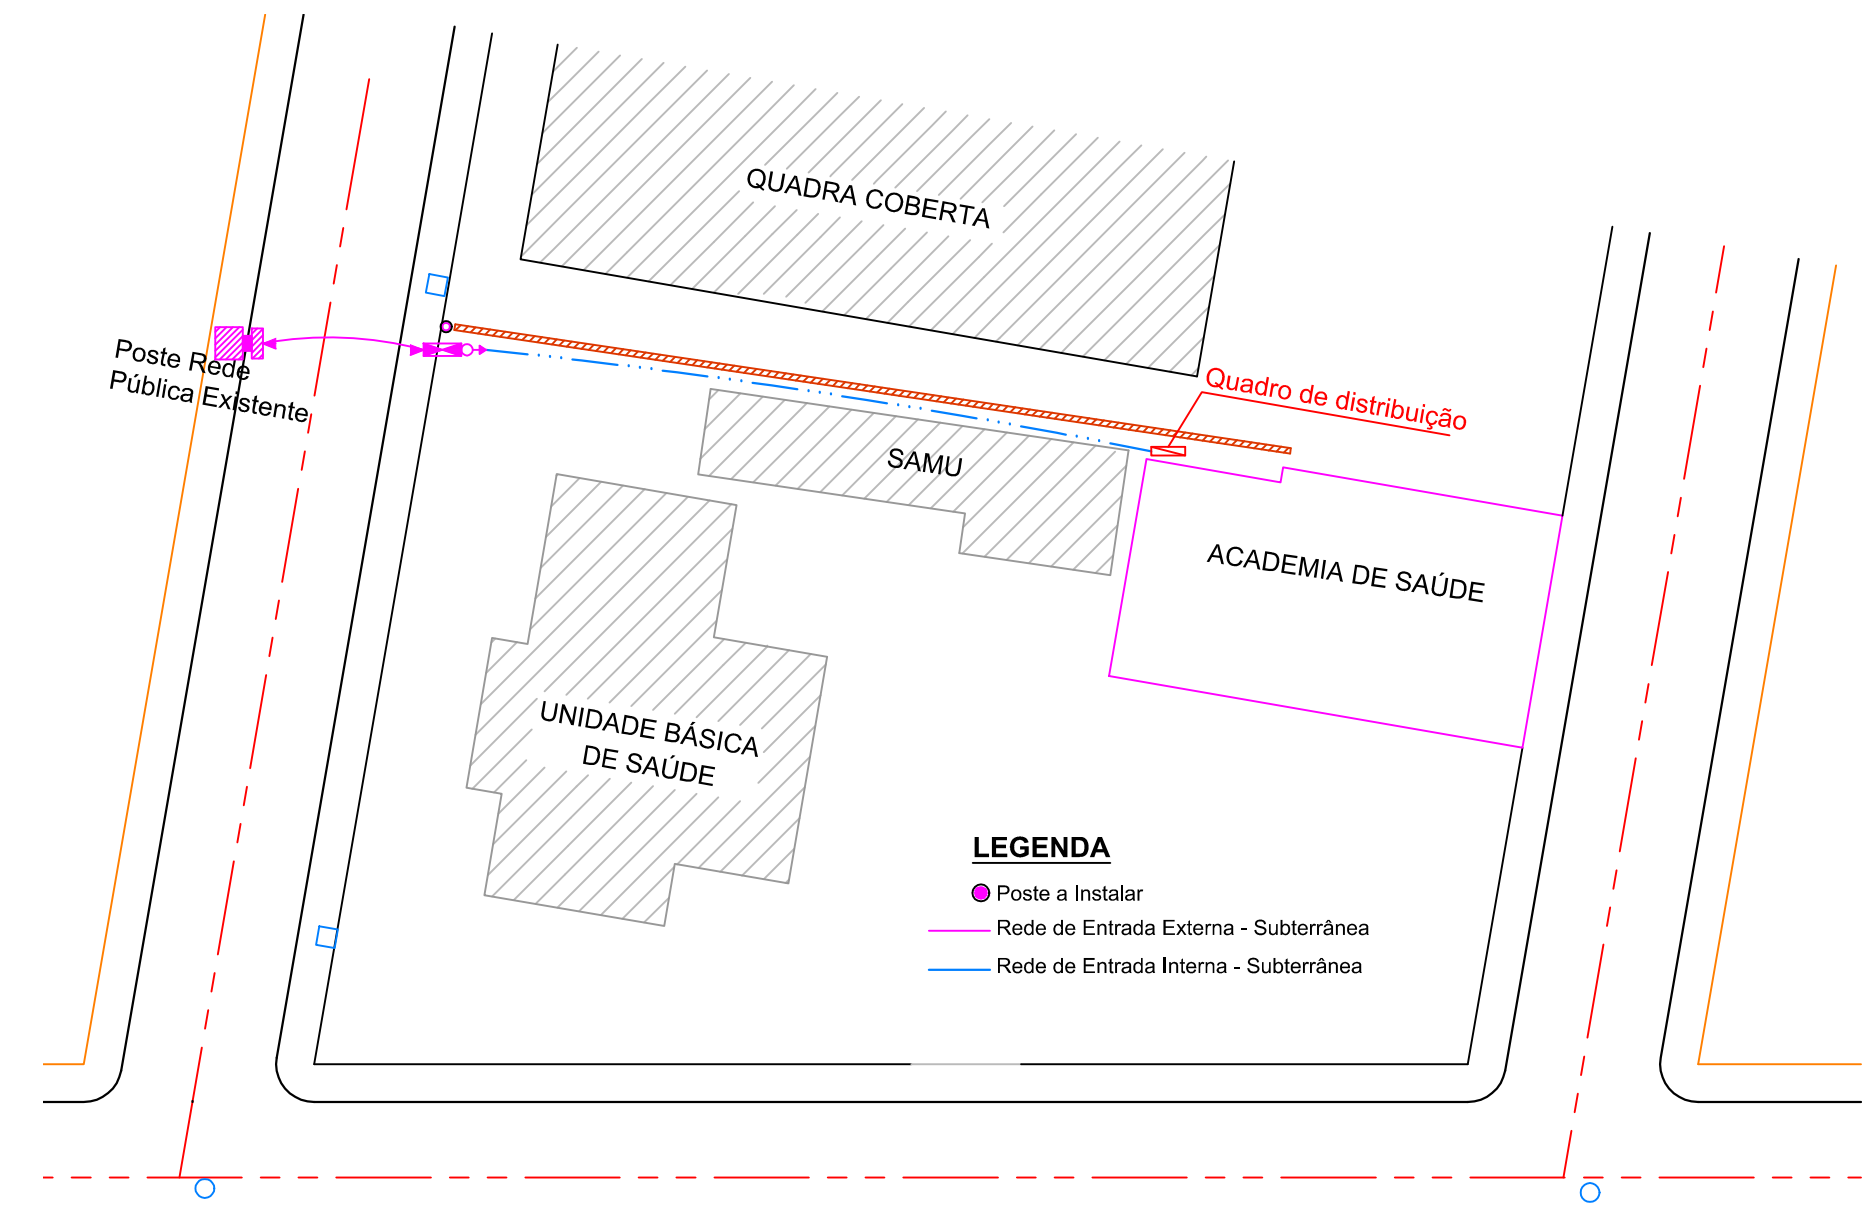 QUADRA COBERTA
Poste Rede
Pública Existente
Quadro de distribuição
SAMU
ACADEMIA DE SAÚDE
UNIDADE BÁSICA
DE SAÚDE
LEGENDA
Poste a Instalar
Rede de Entrada Externa - Subterrânea
Rede de Entrada Interna - Subterrânea